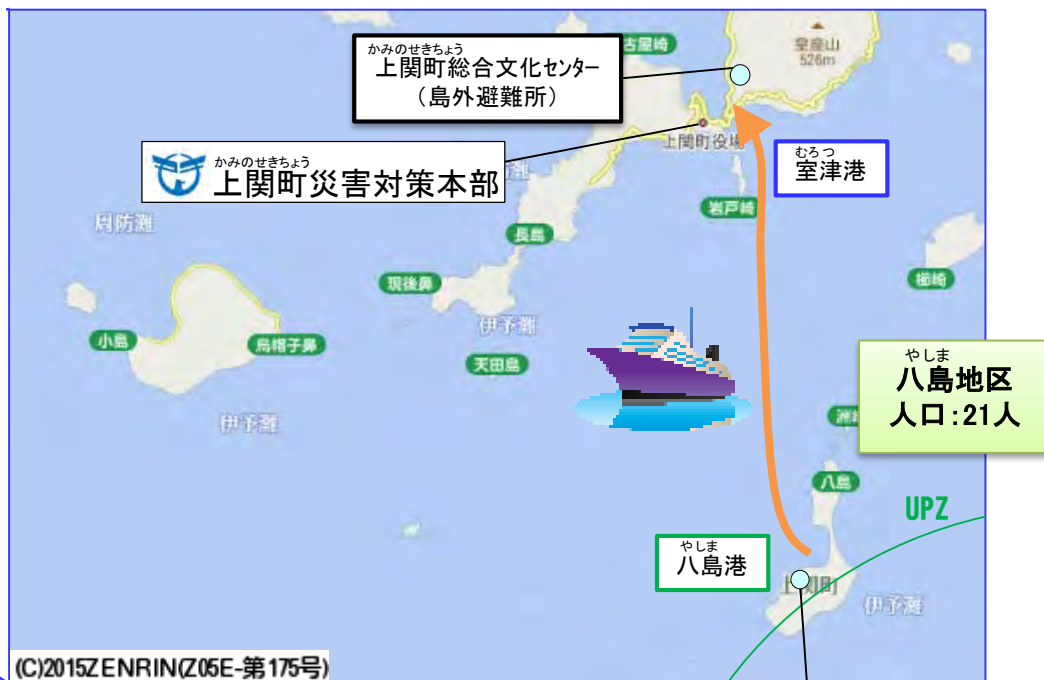 かみのせきちょう
上関町総合文化センター
（島外避難所）
古屋崎
皇座山
526m
上関町役場
かみのせきちょう
上関町災害対策本部
むろつ
室津港
周防灘
岩戸崎
長島
現後鼻
櫛崎
伊予灘
小島
烏帽子鼻
天田島
やしま
八島地区
人口:21人
伊予灘
八島
UPZ
やしま
八島港
上関町
伊予灘
(C)2015ZENRIN(Z05E-第175号)